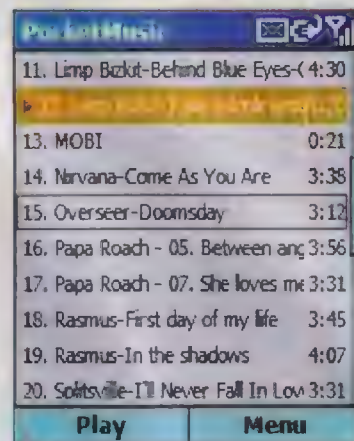 PocketMusic
11. Limp Bizkit-Behind Blue Eyes-( 4:30
13. MOBI 0:21
14. Nirvana-Come As You Are 3:38
15. Overseer-Doomsday 3:12
16. Papa Roach - 05. Between ang 3:56
17. Papa Roach - 07. She loves me 3:31
18. Rasmus-First day of my life 3:45
19. Rasmus-In the shadows 4:07
20. Splitsville-I'll Never Fall In Lov 3:31
Play Menu